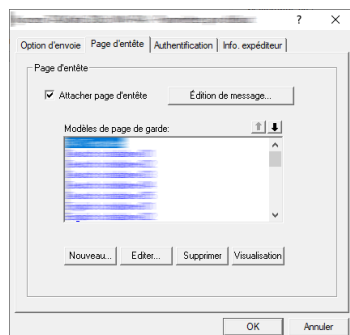 Option d'envoie Page d'entête Authentification Info. expéditeur
Page d'entête
Attacher page d'entête Édition de message...
Modèles de page de garde:
Nouveau... Editer... Supprimer Visualisation
OK Annuler